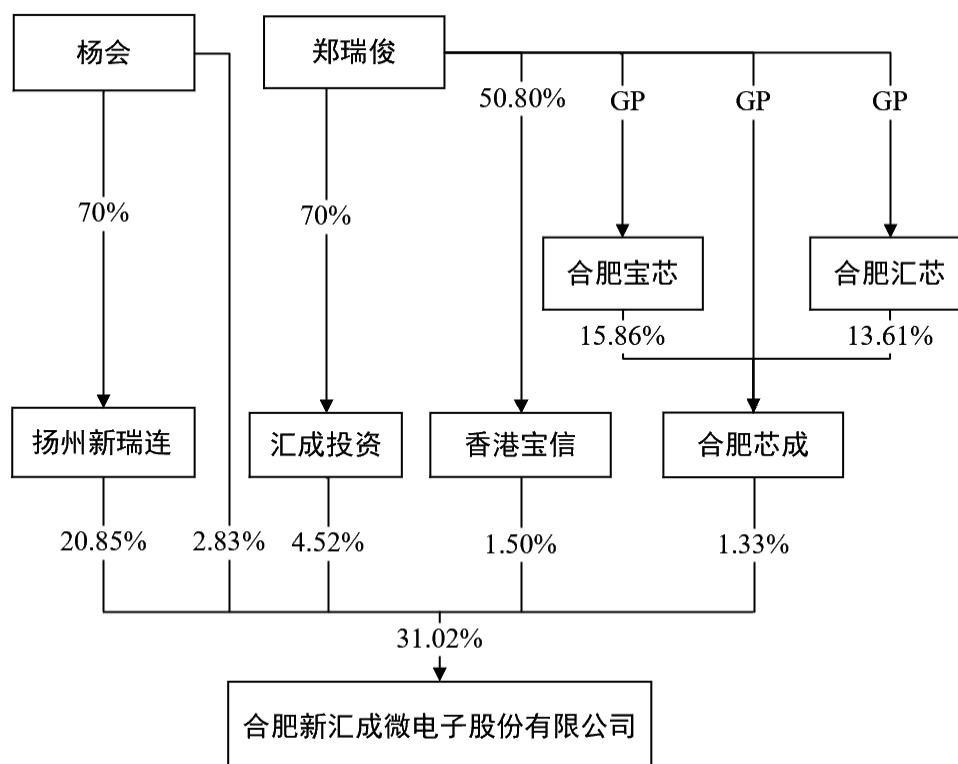 杨会
郑瑞俊
50.80%
GP
GP
GP
70%
70%
合肥宝芯
合肥汇芯
15.86%
13.61%
扬州新瑞连
汇成投资
香港宝信
合肥芯成
20.85%
2.83%
4.52%
1.50%
1.33%
31.02%
合肥新汇成微电子股份有限公司